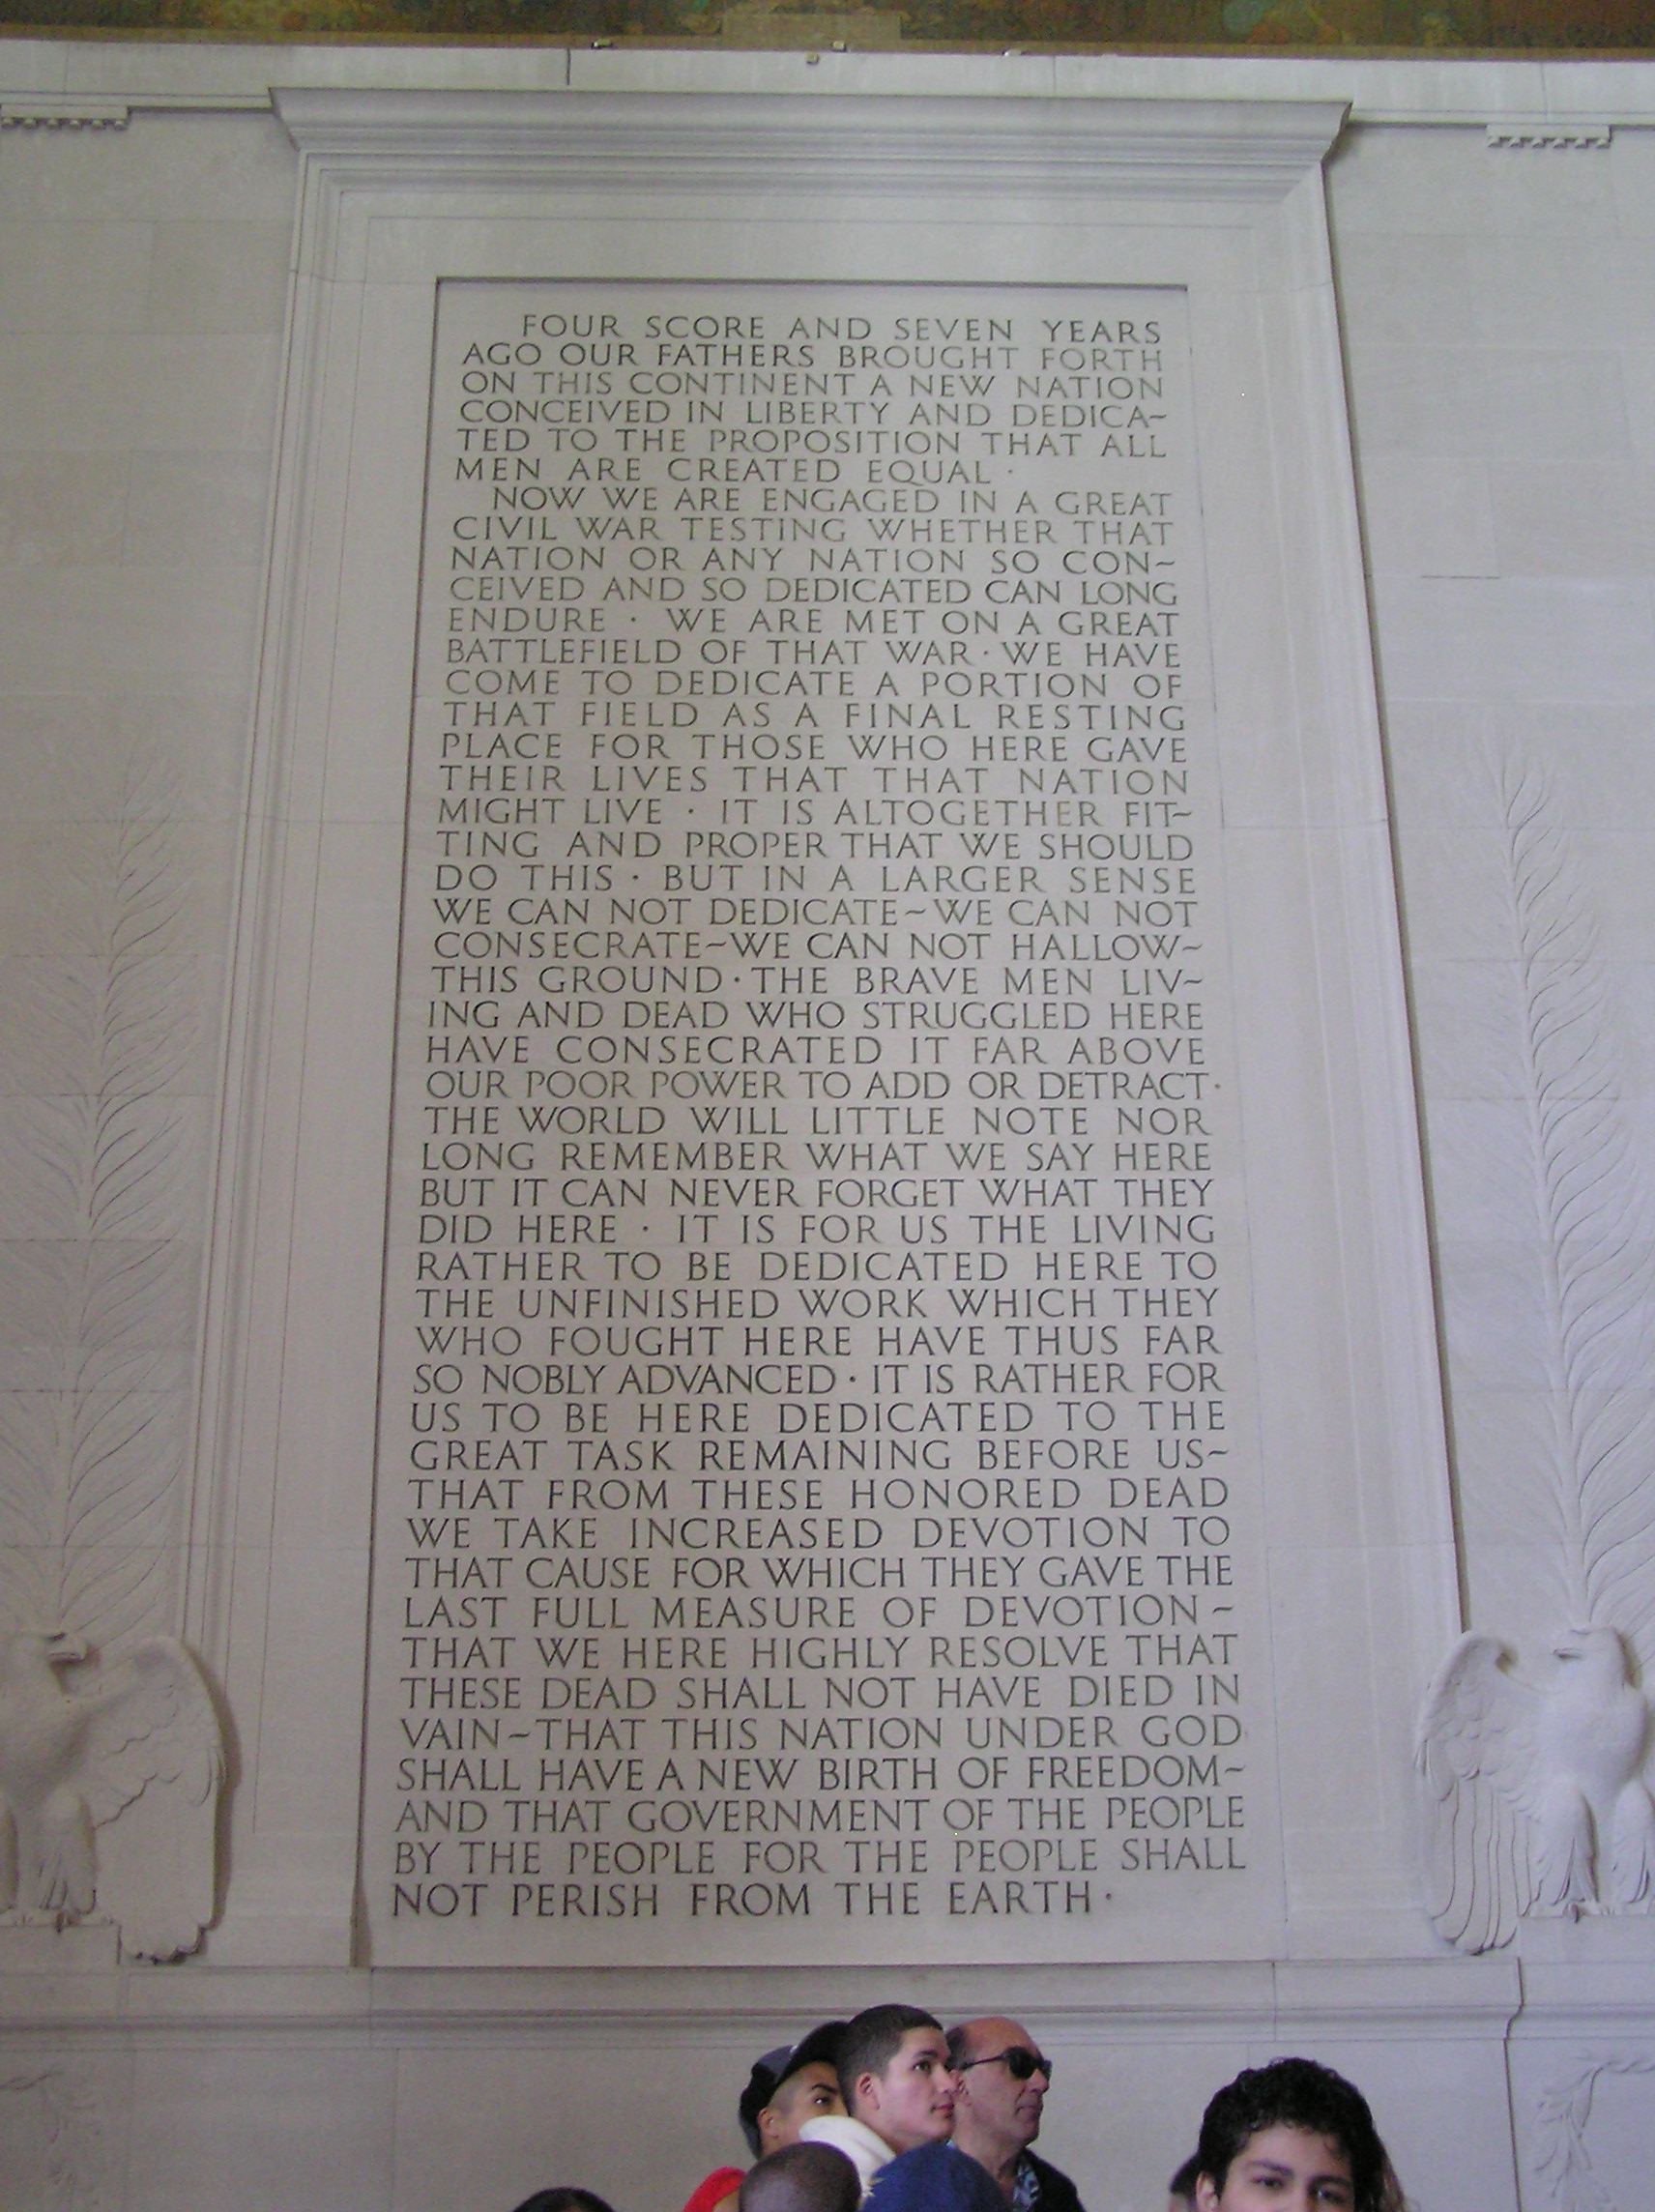 FOUR SCORE AND SEVEN YEARS
AGO OUR FATHERS BROUGHT FORTH
ON THIS CONTINENT A NEW NATION
CONCEIVED IN LIBERTY AND DEDICA~
TED TO THE PROPOSITION THAT ALL
MEN ARE CREATED EQUAL ·
NOW WE ARE ENGAGED IN A GREAT
CIVIL WAR TESTING WHETHER THAT
NATION OR ANY NATION SO CON~
CEIVED AND SO DEDICATED CAN LONG
ENDURE · WE ARE MET ON A GREAT
BATTLEFIELD OF THAT WAR · WE HAVE
COME TO DEDICATE A PORTION OF
THAT FIELD AS A FINAL RESTING
PLACE FOR THOSE WHO HERE GAVE
THEIR LIVES THAT THAT NATION
MIGHT LIVE · IT IS ALTOGETHER FIT~
TING AND PROPER THAT WE SHOULD
DO THIS · BUT IN A LARGER SENSE
WE CAN NOT DEDICATE~WE CAN NOT
CONSECRATE~WE CAN NOT HALLOW~
THIS GROUND · THE BRAVE MEN LIV~
ING AND DEAD WHO STRUGGLED HERE
HAVE CONSECRATED IT FAR ABOVE
OUR POOR POWER TO ADD OR DETRACT ·
THE WORLD WILL LITTLE NOTE NOR
LONG REMEMBER WHAT WE SAY HERE
BUT IT CAN NEVER FORGET WHAT THEY
DID HERE · IT IS FOR US THE LIVING
RATHER TO BE DEDICATED HERE TO
THE UNFINISHED WORK WHICH THEY
WHO FOUGHT HERE HAVE THUS FAR
SO NOBLY ADVANCED · IT IS RATHER FOR
US TO BE HERE DEDICATED TO THE
GREAT TASK REMAINING BEFORE US~
THAT FROM THESE HONORED DEAD
WE TAKE INCREASED DEVOTION TO
THAT CAUSE FOR WHICH THEY GAVE THE
LAST FULL MEASURE OF DEVOTION ~
THAT WE HERE HIGHLY RESOLVE THAT
THESE DEAD SHALL NOT HAVE DIED IN
VAIN~THAT THIS NATION UNDER GOD
SHALL HAVE A NEW BIRTH OF FREEDOM~
AND THAT GOVERNMENT OF THE PEOPLE
BY THE PEOPLE FOR THE PEOPLE SHALL
NOT PERISH FROM THE EARTH ·